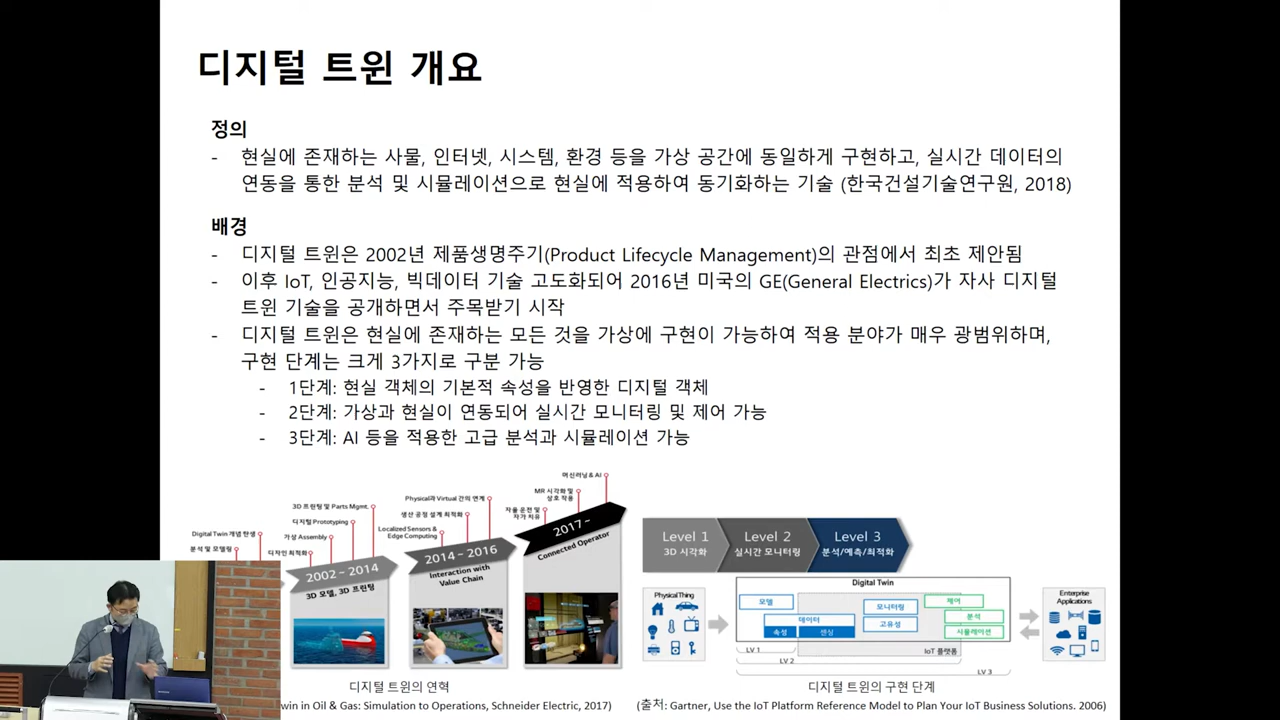 디지털 트윈 개요
정의
- 현실에 존재하는 사물, 인터넷, 시스템, 환경 등을 가상 공간에 동일하게 구현하고, 실시간 데이터의
연동을 통한 분석 및 시뮬레이션으로 현실에 적용하여 동기화하는 기술 (한국건설기술연구원, 2018)
배경
- 디지털 트윈은 2002년 제품생명주기(Product Lifecycle Management)의 관점에서 최초 제안됨
- 이후 IoT, 인공지능, 빅데이터 기술 고도화되어 2016년 미국의 GE(General Electrics)가 자사 디지털
트윈 기술을 공개하면서 주목받기 시작
- 디지털 트윈은 현실에 존재하는 모든 것을 가상에 구현이 가능하여 적용 분야가 매우 광범위하며,
구현 단계는 크게 3가지로 구분 가능
- 1단계: 현실 객체의 기본적 속성을 반영한 디지털 객체
- 2단계: 가상과 현실이 연동되어 실시간 모니터링 및 제어 가능
- 3단계: AI 등을 적용한 고급 분석과 시뮬레이션 가능
Digital Twin 개념 탄생
분석 및 모델링
3D 프린팅 및 Parts Mgmt.
디지털 Prototyping
가상 Assembly
디자인 최적화
2002 ~ 2014
3D 모델, 3D 프린팅
Physical과 Virtual 간의 연계
생산 공정 설계 최적화
Localized Sensors &
Edge Computing
2014 ~ 2016
Interaction with
Value Chain
머신러닝 & AI
MR 시각화 및
상호 작용
자율 운전 및
자가 치유
2017 ~
Connected Operator
디지털 트윈의 연혁
win in Oil & Gas: Simulation to Operations, Schneider Electric, 2017)
Level 1
3D 시각화
Level 2
실시간 모니터링
Level 3
분석/예측/최적화
Physical Thing
Digital Twin
모델
데이터
속성
센싱
모니터링
고유성
제어
분석
시뮬레이션
IoT 플랫폼
LV 1
LV 2
LV 3
Enterprise
Applications
디지털 트윈의 구현 단계
(출처: Gartner, Use the IoT Platform Reference Model to Plan Your IoT Business Solutions. 2006)